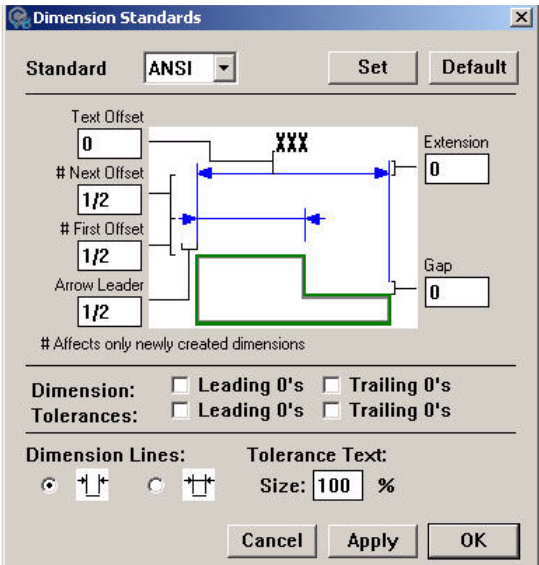 Dimension Standards
Standard ANSI Set Default
Text Offset
0
XXX
Extension
0
# Next Offset
1/2
# First Offset
1/2
Gap
0
Arrow Leader
1/2
# Affects only newly created dimensions
Dimension: Leading 0's Trailing 0's
Tolerances: Leading 0's Trailing 0's
Dimension Lines: Tolerance Text:
Size: 100 %
Cancel Apply OK